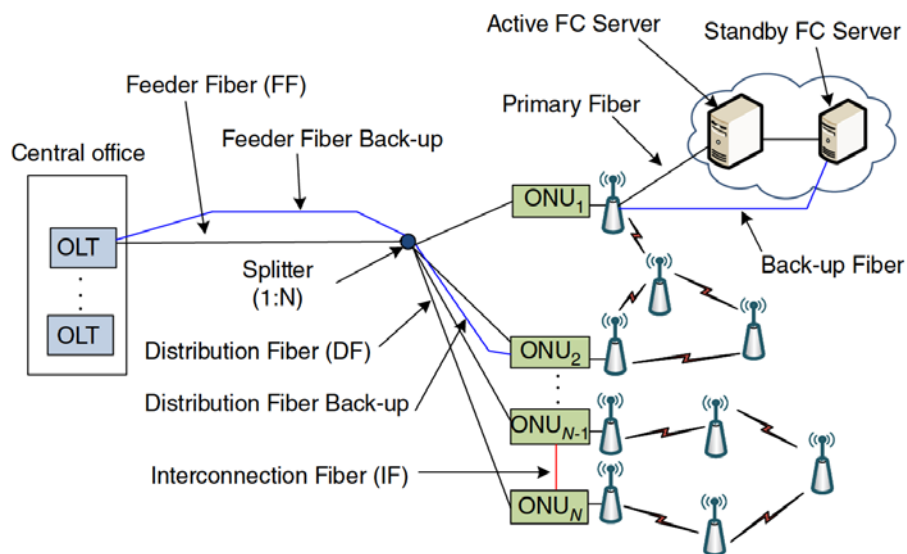 Active FC Server
Standby FC Server
Feeder Fiber (FF)
Primary Fiber
Feeder Fiber Back-up
Central office
ONU1
OLT
Splitter
(1:N)
Back-up Fiber
OLT
Distribution Fiber (DF)
ONU2
Distribution Fiber Back-up
ONUN-1
Interconnection Fiber (IF)
ONUN